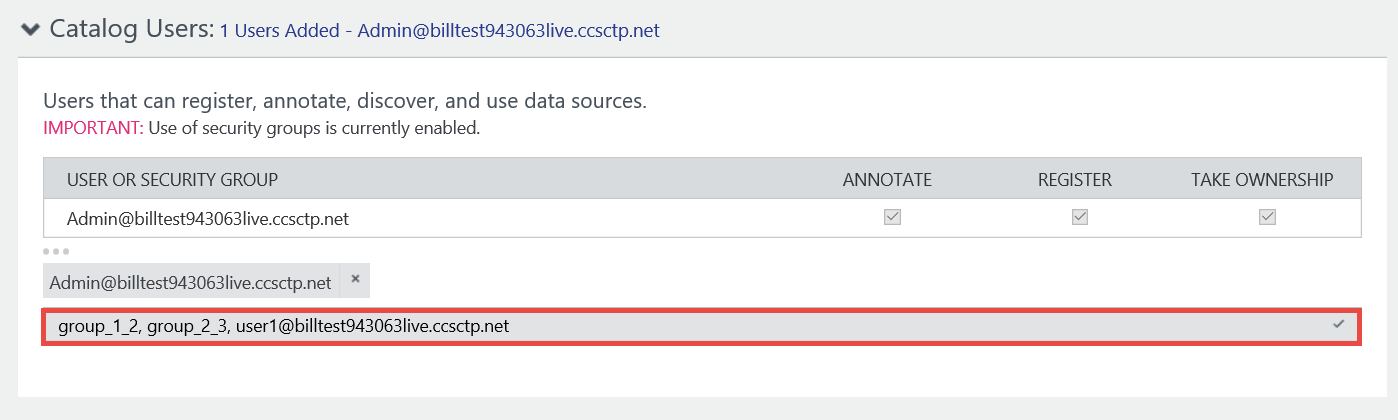 Catalog Users: 1 Users Added - Admin@billtest943063live.ccsctp.net
Users that can register, annotate, discover, and use data sources.
IMPORTANT: Use of security groups is currently enabled.
USER OR SECURITY GROUP ANNOTATE REGISTER TAKE OWNERSHIP
Admin@billtest943063live.ccsctp.net
Admin@billtest943063live.ccsctp.net
group_1_2, group_2_3, user1@billtest943063live.ccsctp.net